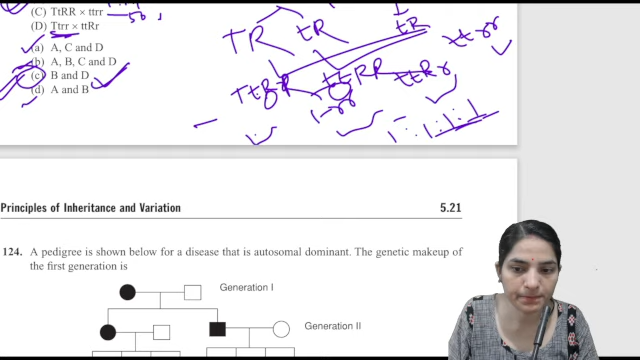 (C) TtRR × ttrr 50
(D) Ttrr × ttRr
(a) A, C and D
(b) A, B, C and D
(c) B and D
(d) A and B
TR tR tR
ttRR ttRr
1:1:1:1
Principles of Inheritance and Variation 5.21
124. A pedigree is shown below for a disease that is autosomal dominant. The genetic makeup of
the first generation is
Generation I
Generation II